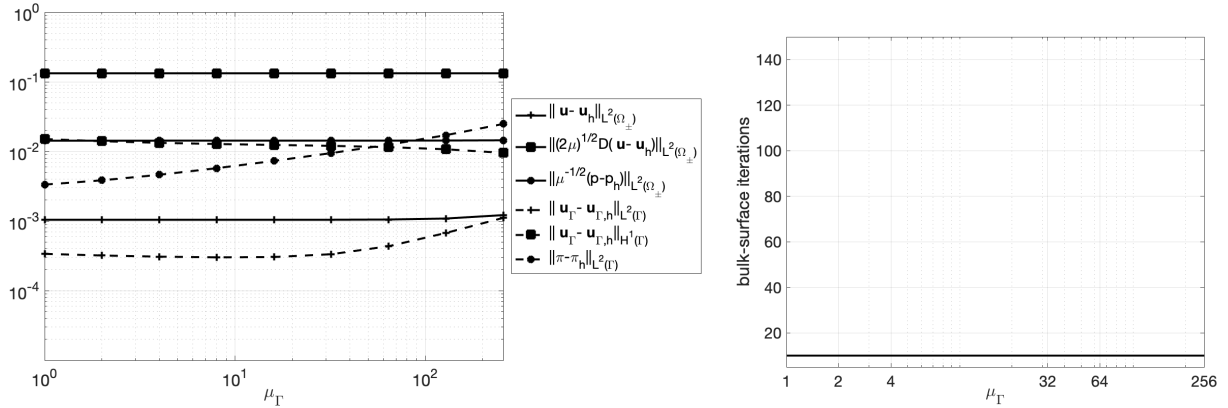 10^0
10^-1
10^-2
10^-3
10^-4
10^0 10^1 10^2
μ_Γ
|| u - u_h||_{L^2(Ω_±)}
||(2μ)^{1/2}D( u - u_h)||_{L^2(Ω_±)}
||μ^{-1/2}(p-p_h)||_{L^2(Ω_±)}
|| u_Γ - u_{Γ,h}||_{L^2(Γ)}
|| u_Γ - u_{Γ,h}||_{H^1(Γ)}
||π-π_h||_{L^2(Γ)}
bulk-surface iterations
140
120
100
80
60
40
20
1 2 4 32 64 256
μ_Γ